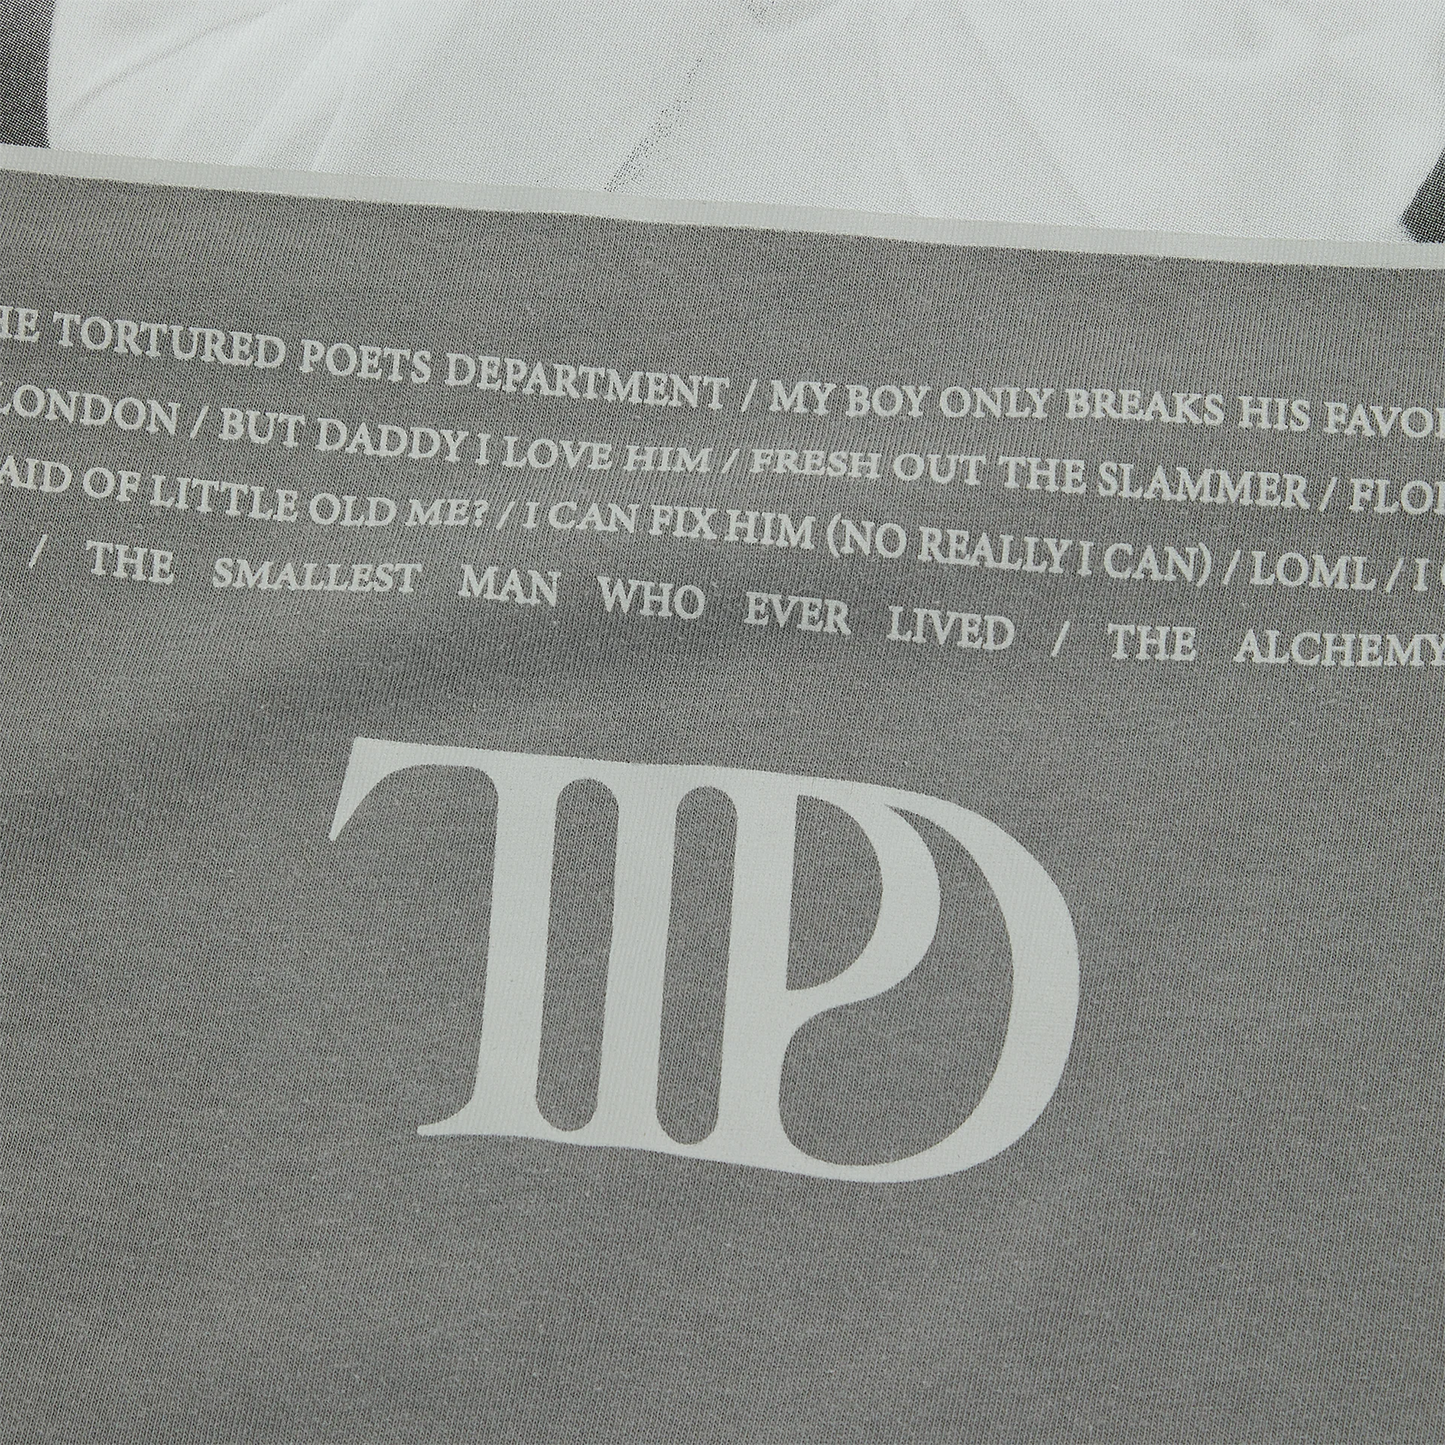 HE TORTURED POETS DEPARTMENT / MY BOY ONLY BREAKS HIS FAVO
LONDON / BUT DADDY I LOVE HIM / FRESH OUT THE SLAMMER / FLO
AID OF LITTLE OLD ME? / I CAN FIX HIM (NO REALLY I CAN) / LOML / I
/ THE SMALLEST MAN WHO EVER LIVED / THE ALCHEMY
TTPD